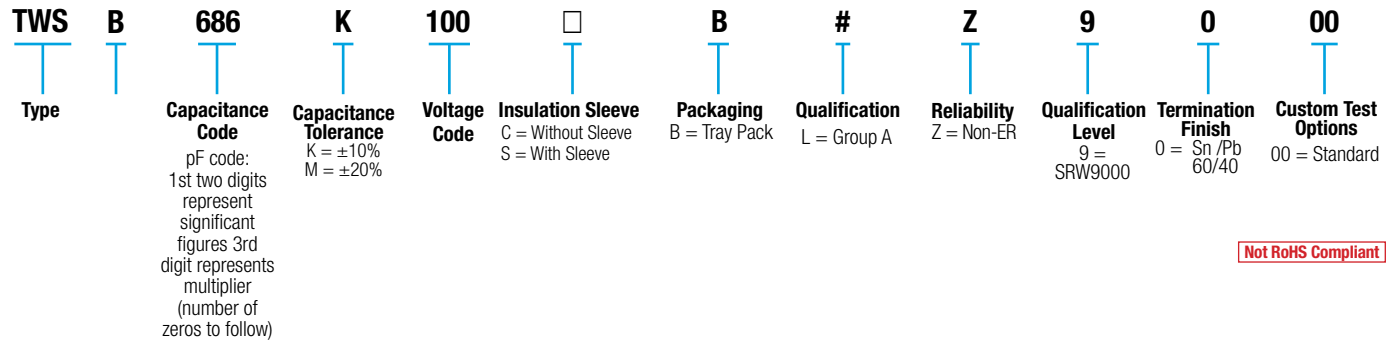 TWS B 686 K 100 □ B # Z 9 0 00
Type
Capacitance
Code
pF code:
1st two digits
represent
significant
figures 3rd
digit represents
multiplier
(number of
zeros to follow)
Capacitance
Tolerance
K = ±10%
M = ±20%
Voltage
Code
Insulation Sleeve
C = Without Sleeve
S = With Sleeve
Packaging
B = Tray Pack
Qualification
L = Group A
Reliability
Z = Non-ER
Qualification
Level
9 =
SRW9000
Termination
Finish
0 = Sn /Pb
60/40
Custom Test
Options
00 = Standard
Not RoHS Compliant